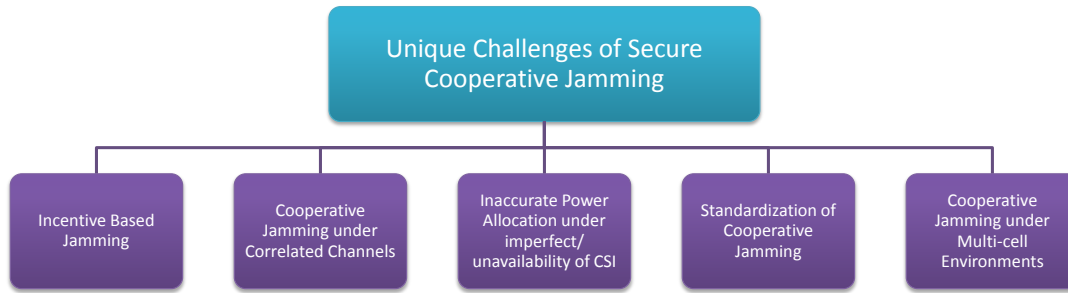 Unique Challenges of Secure
Cooperative Jamming
Incentive Based
Jamming
Cooperative
Jamming under
Correlated Channels
Inaccurate Power
Allocation under
imperfect/
unavailability of CSI
Standardization of
Cooperative
Jamming
Cooperative
Jamming under
Multi-cell
Environments